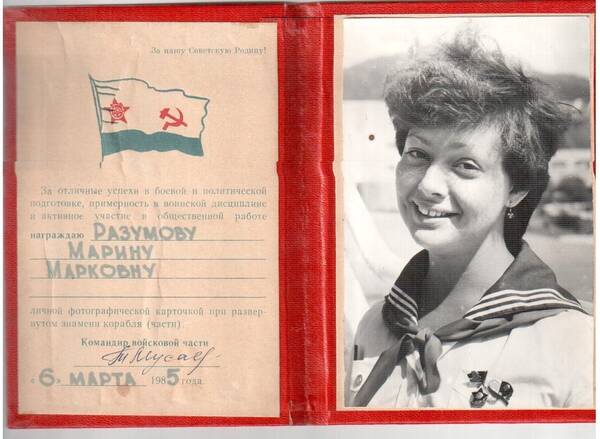 За нашу Советскую Родину!
За отличные успехи в боевой и политической
подготовке, примерность в воинской дисциплине
и активное участие в общественной работе
награждаю РАЗУМОВУ
МАРИНУ
МАРКОВНУ
личной фотографической карточкой при развер-
нутом знамени корабля (части).
Командир войсковой части
«6» МАРТА 1985 года.